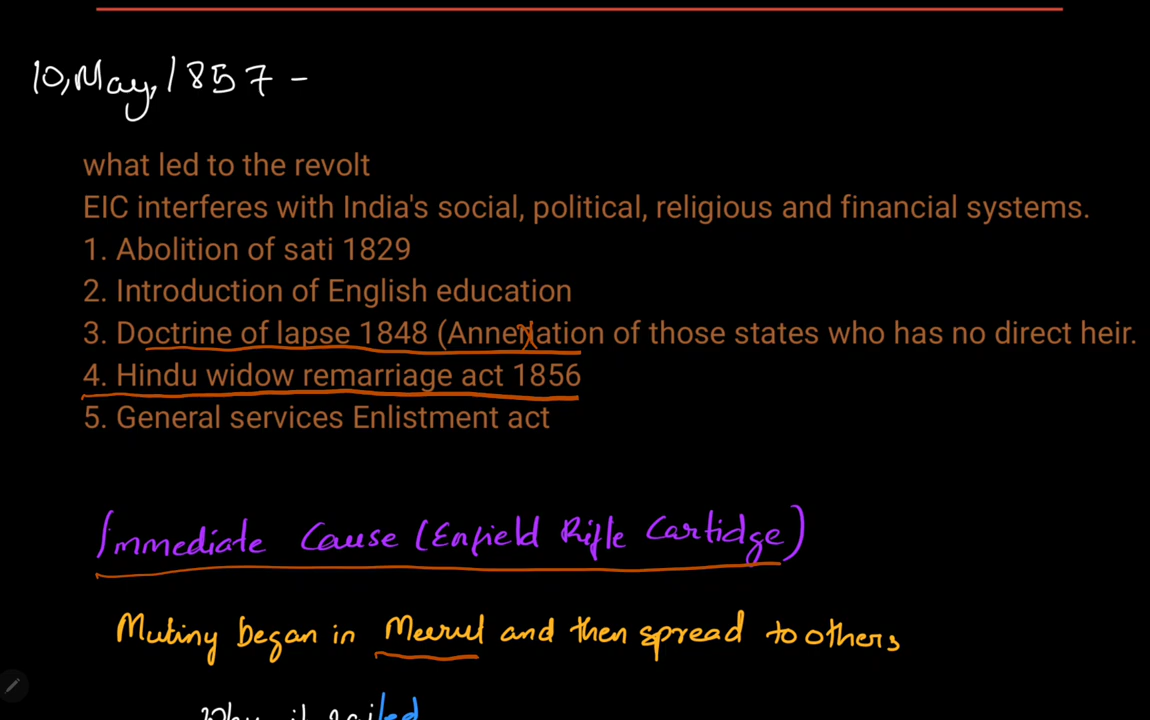 10, May, 1857 -
what led to the revolt
EIC interferes with India's social, political, religious and financial systems.
1. Abolition of sati 1829
2. Introduction of English education
3. Doctrine of lapse 1848 (Annexation of those states who has no direct heir.
4. Hindu widow remarriage act 1856
5. General services Enlistment act
Immediate Cause (Enfield Rifle Cartidge)
Mutiny began in Meerut and then spread to others
Why it failed